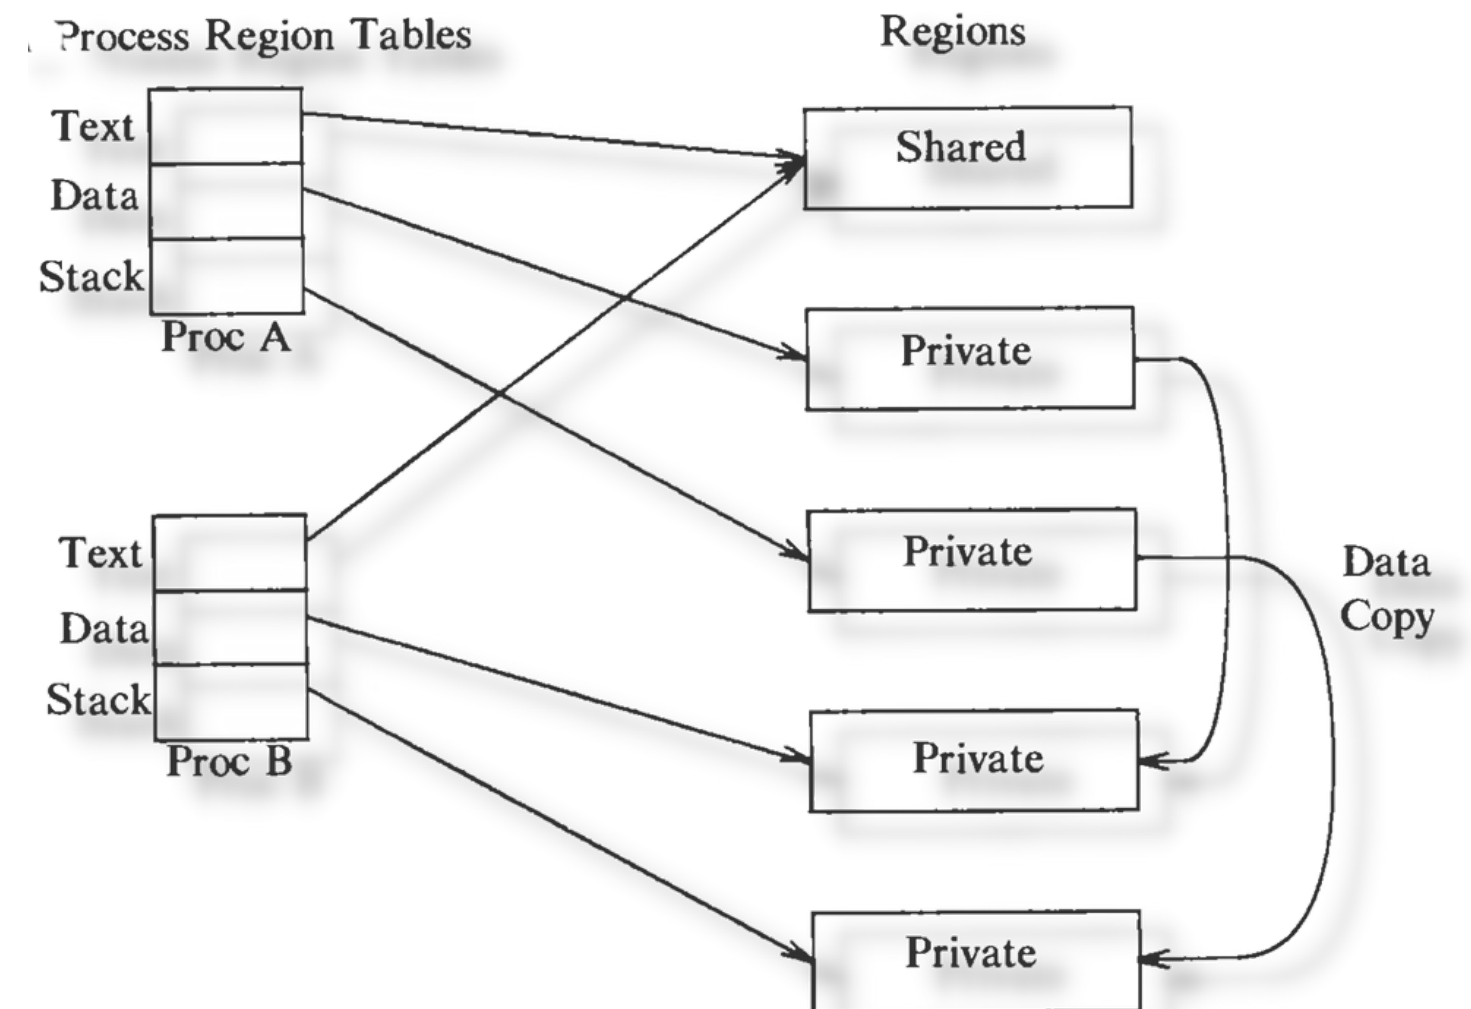 Process Region Tables
Regions
Text
Data
Stack
Proc A
Shared
Private
Private
Text
Data
Stack
Proc B
Data
Copy
Private
Private